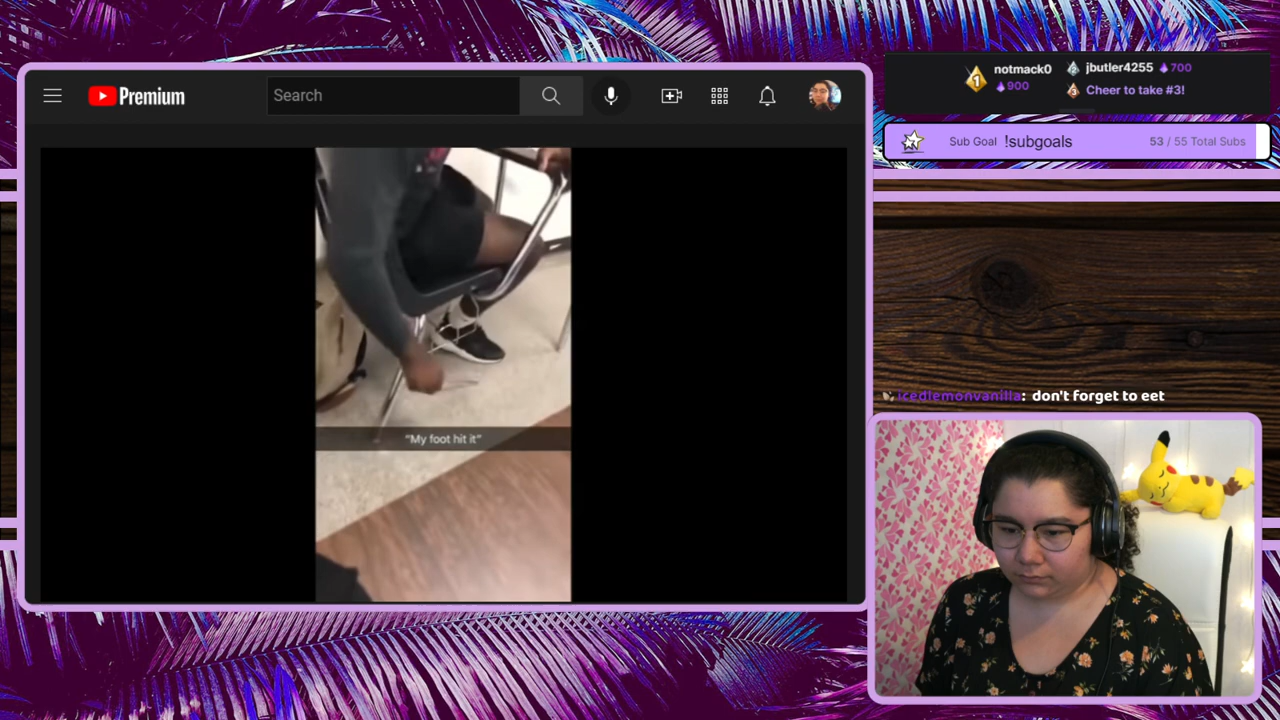 Premium
Search
notmack0
900
jbutler4255 700
Cheer to take #3!
Sub Goal !subgoals 53 / 55 Total Subs
"My foot hit it"
icedlemonvanilla: don't forget to eet